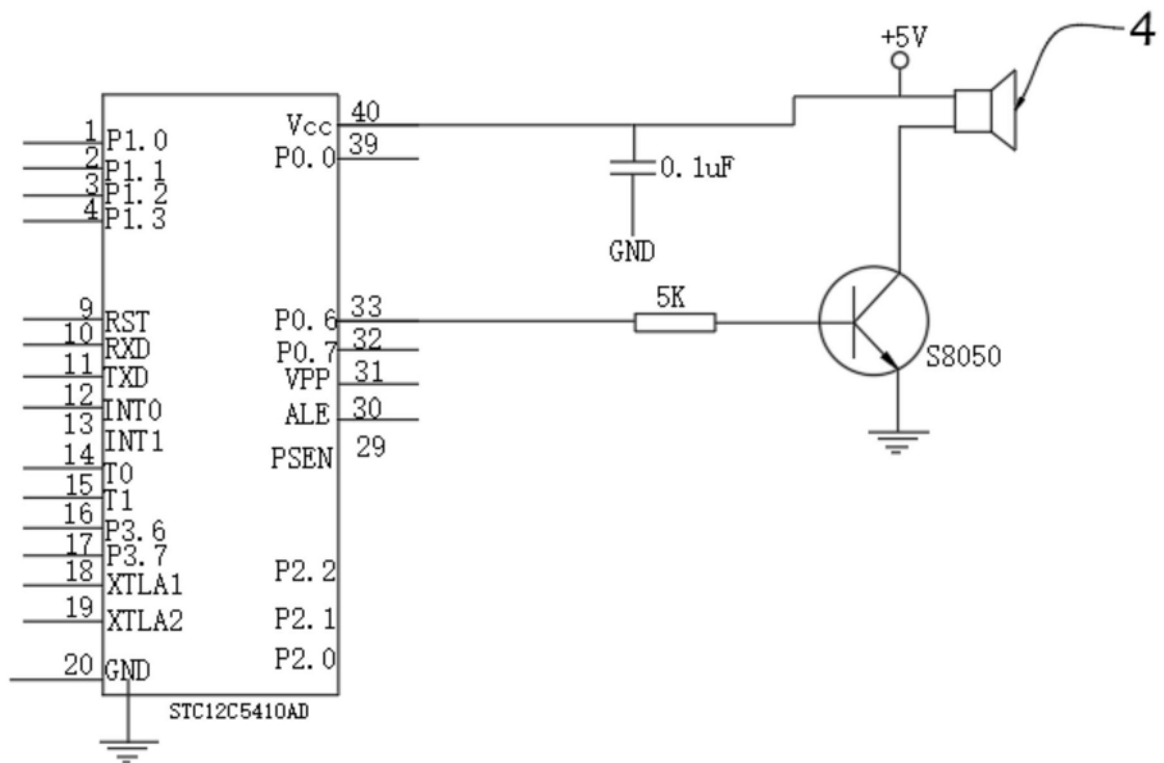 +5V
4
40
Vcc
1
P1.0
39
P0.0
2
P1.1
3
P1.2
4
P1.3
0.1uF
GND
5K
9
RST
33
P0.6
10
RXD
32
P0.7
11
TXD
31
VPP
S8050
12
INT0
30
ALE
13
INT1
29
PSEN
14
T0
15
T1
16
P3.6
17
P3.7
18
XTLA1
P2.2
19
XTLA2
P2.1
20
GND
P2.0
STC12C5410AD